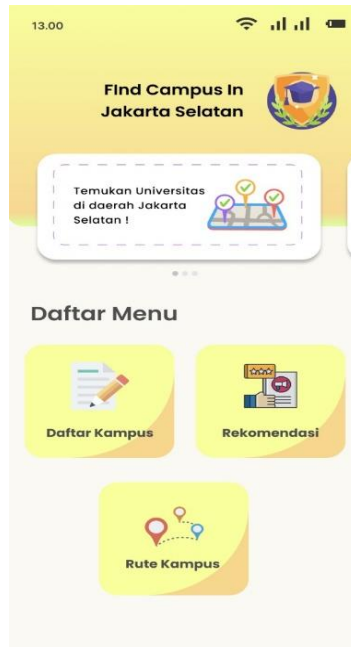 13.00
FInd Campus In
Jakarta Selatan
Temukan Universitas
di daerah Jakarta
Selatan !
Daftar Menu
Daftar Kampus
Rekomendasi
Rute Kampus